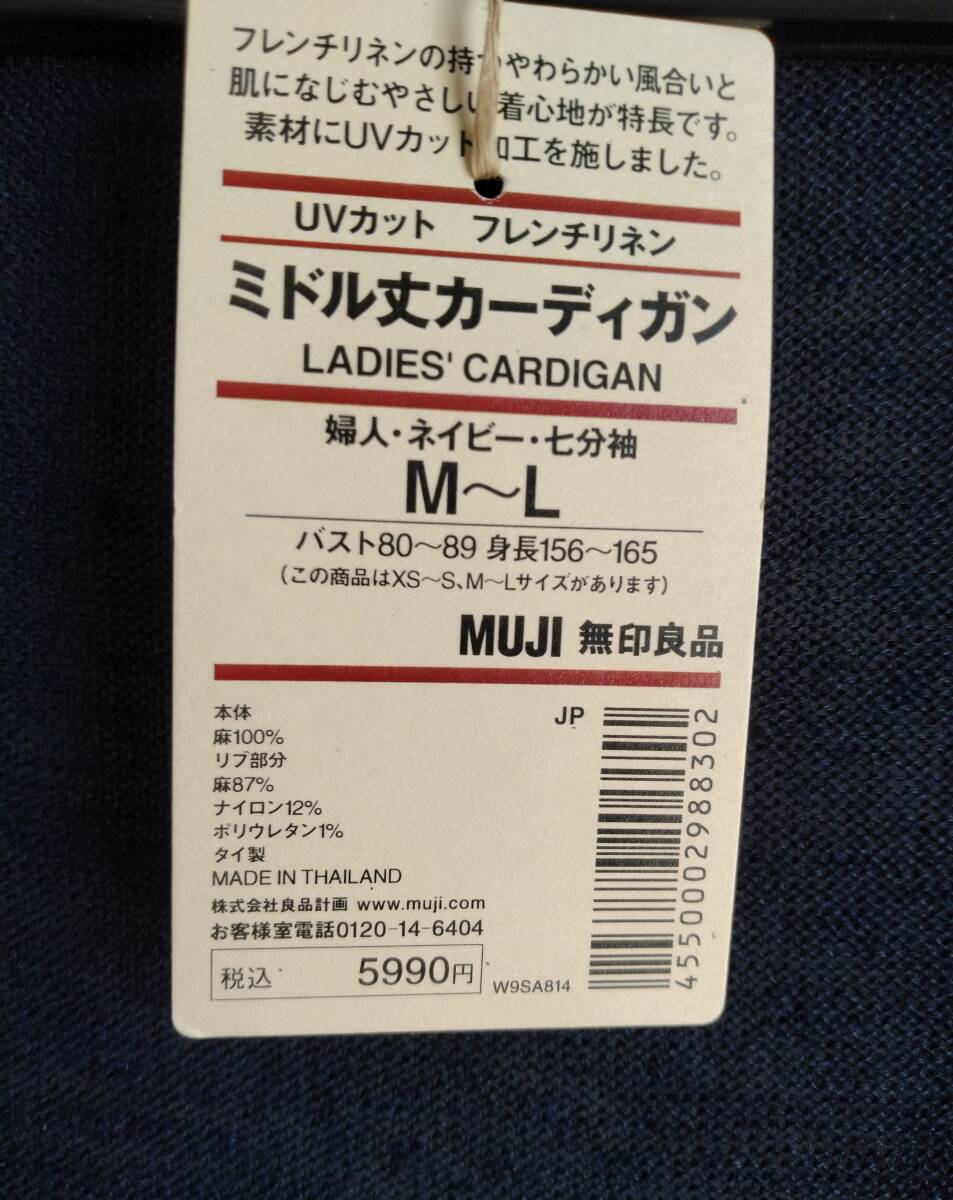 フレンチリネンの持つやわらかい風合いと
肌になじむやさしい着心地が特長です。
素材にUVカット加工を施しました。
UVカット フレンチリネン
ミドル丈カーディガン
LADIES' CARDIGAN
婦人・ネイビー・七分袖
M〜L
バスト80〜89 身長156〜165
(この商品はXS〜S、M〜Lサイズがあります)
MUJI 無印良品
本体
麻100%
リブ部分
麻87%
ナイロン12%
ポリウレタン1%
タイ製
MADE IN THAILAND
株式会社良品計画 www.muji.com
お客様室電話0120-14-6404
税込 5990円
W9SA814
JP
4550002988302